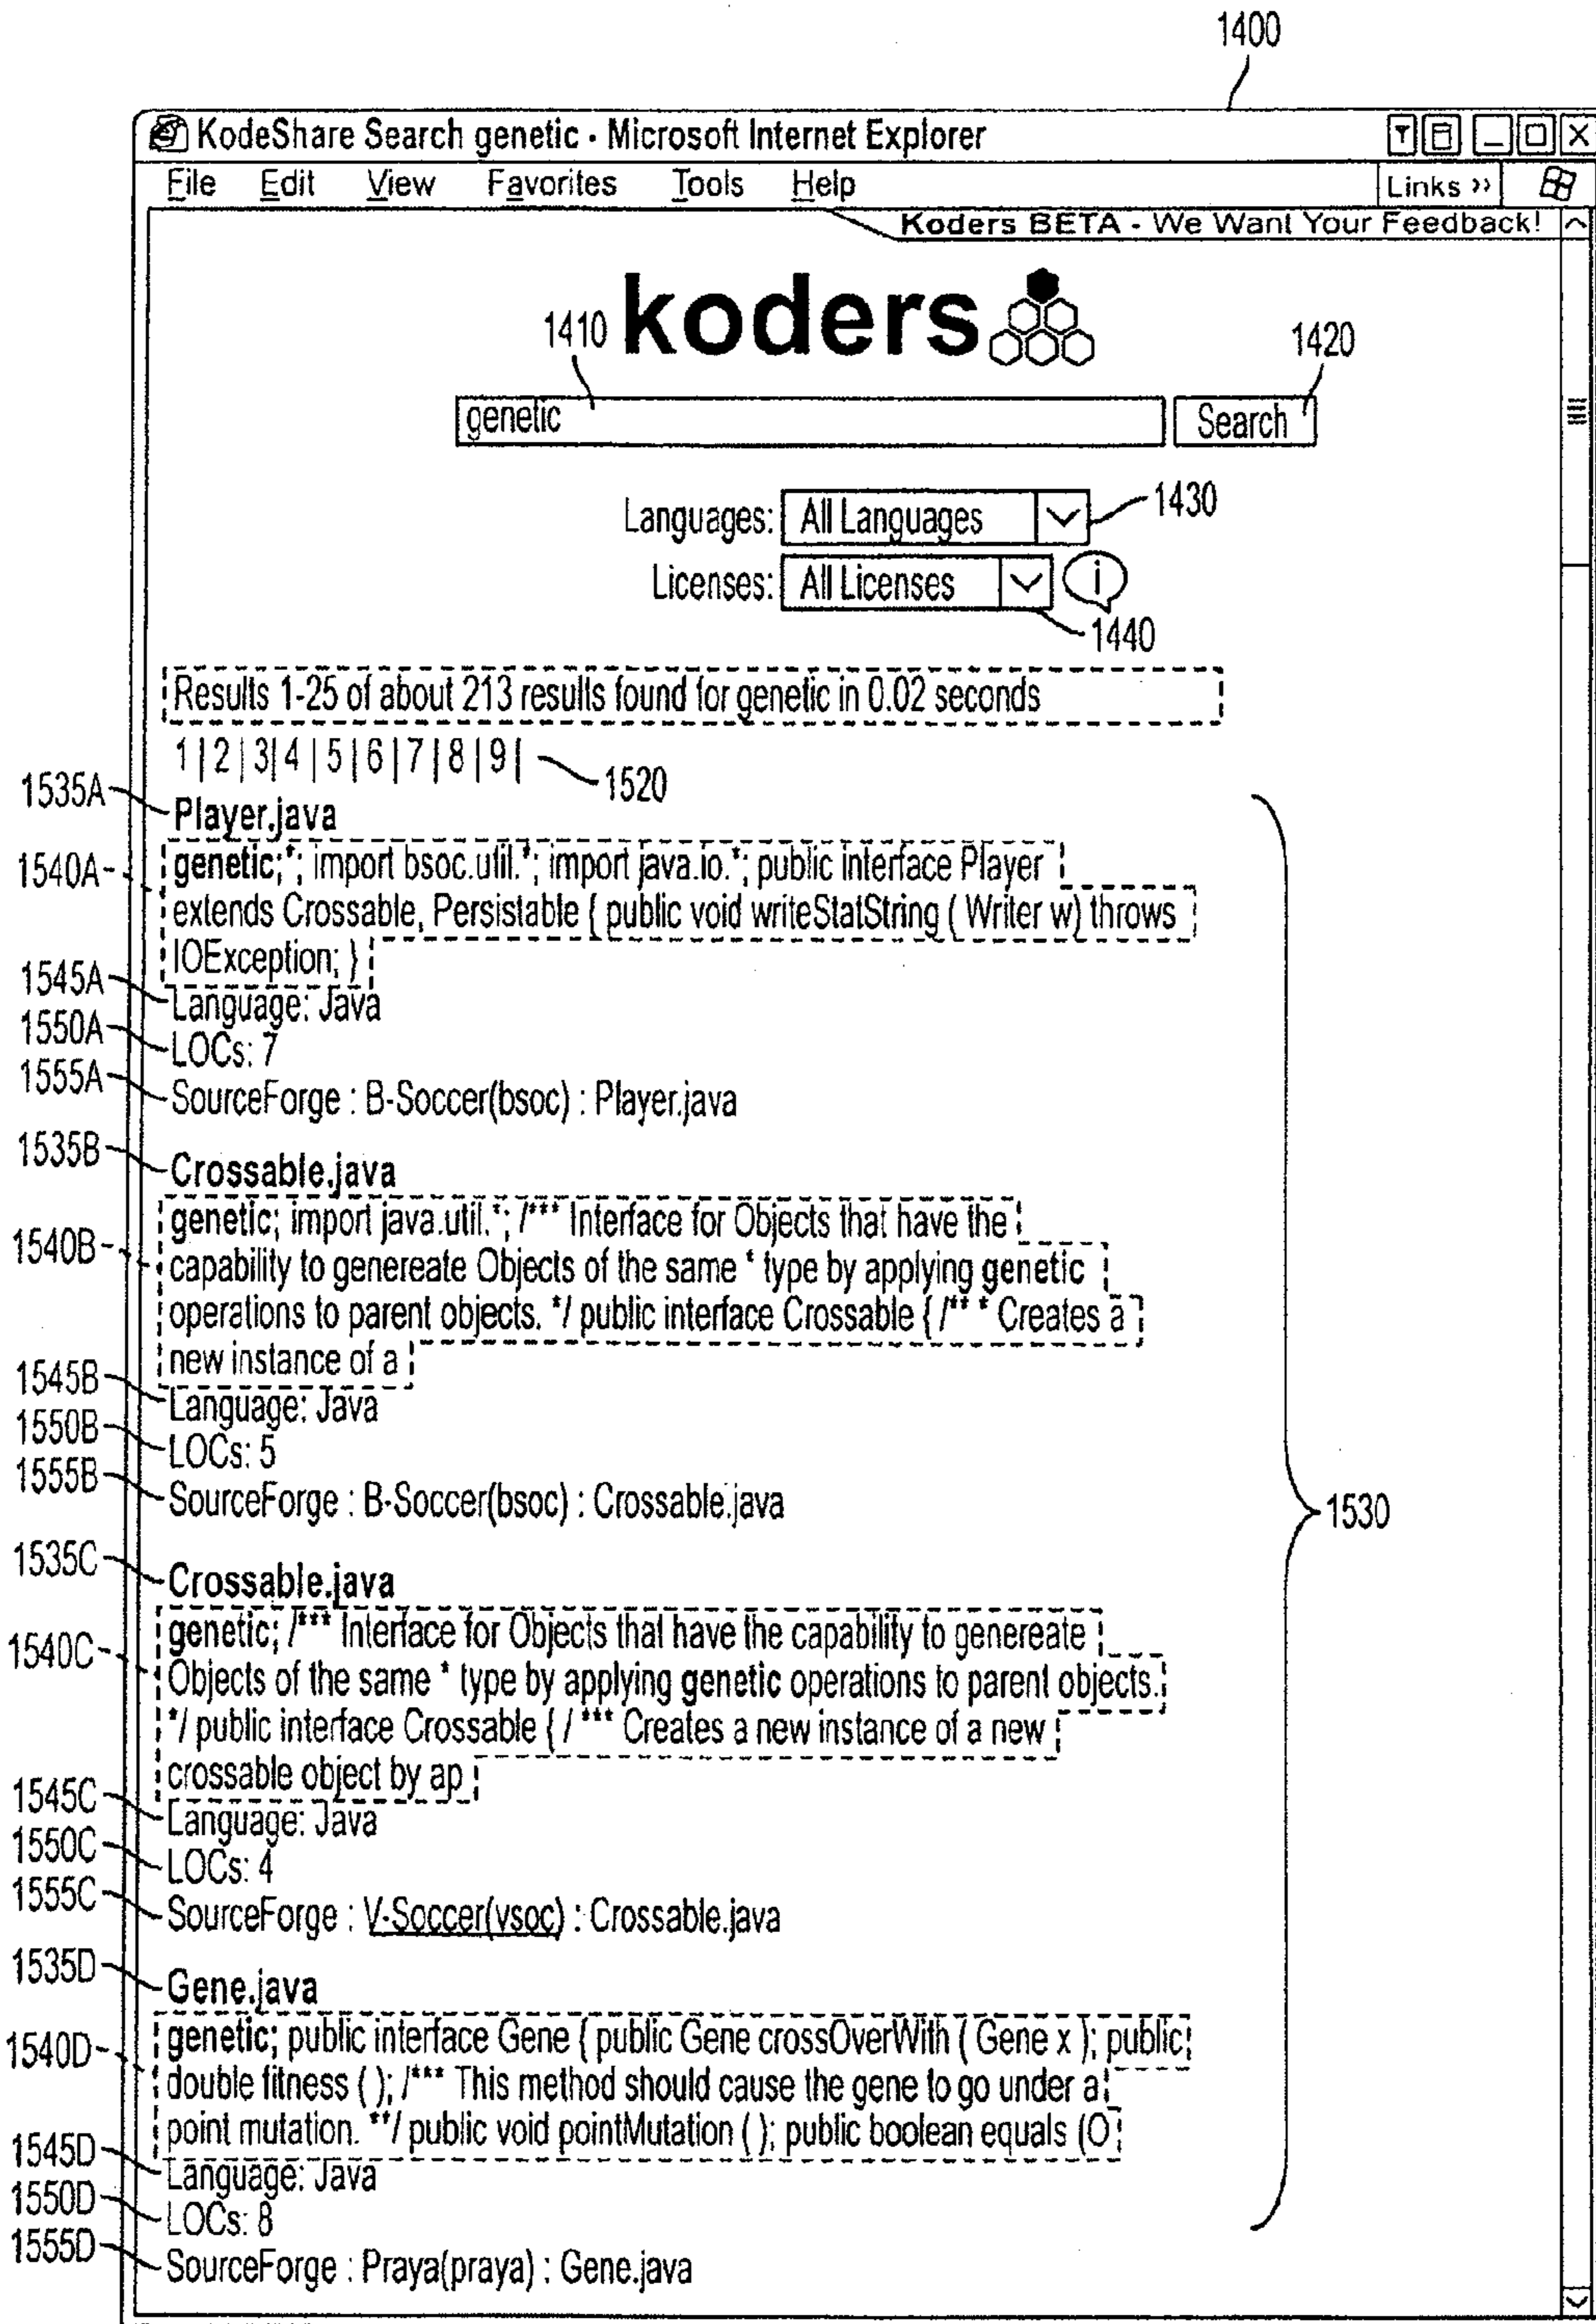 1400
KodeShare Search genetic - Microsoft Internet Explorer
File Edit View Favorites Tools Help Links »
Koders BETA - We Want Your Feedback!
koders
1410
1420
genetic Search
Languages: All Languages 1430
Licenses: All Licenses i
1440
Results 1-25 of about 213 results found for genetic in 0.02 seconds
1|2|3|4|5|6|7|8|9| 1520
1535A Player.java
1540A genetic;*; import bsoc.util.*; import java.io.*; public interface Player
extends Crossable, Persistable { public void writeStatString ( Writer w) throws
IOException; }
1545A Language: Java
1550A LOCs: 7
1555A SourceForge : B-Soccer(bsoc) : Player.java
1535B Crossable.java
1540B genetic; import java.util.*; /*** Interface for Objects that have the
capability to genereate Objects of the same * type by applying genetic
operations to parent objects. */ public interface Crossable { /** * Creates a
new instance of a
1545B Language: Java
1550B LOCs: 5
1555B SourceForge : B-Soccer(bsoc) : Crossable.java
1530
1535C Crossable.java
1540C genetic; /*** Interface for Objects that have the capability to genereate
Objects of the same * type by applying genetic operations to parent objects.
*/ public interface Crossable { / *** Creates a new instance of a new
crossable object by ap
1545C Language: Java
1550C LOCs: 4
1555C SourceForge : V-Soccer(vsoc) : Crossable.java
1535D Gene.java
1540D genetic; public interface Gene { public Gene crossOverWith ( Gene x ); public
double fitness ( ); /*** This method should cause the gene to go under a
point mutation. **/ public void pointMutation ( ); public boolean equals (O
1545D Language: Java
1550D LOCs: 8
1555D SourceForge : Praya(praya) : Gene.java